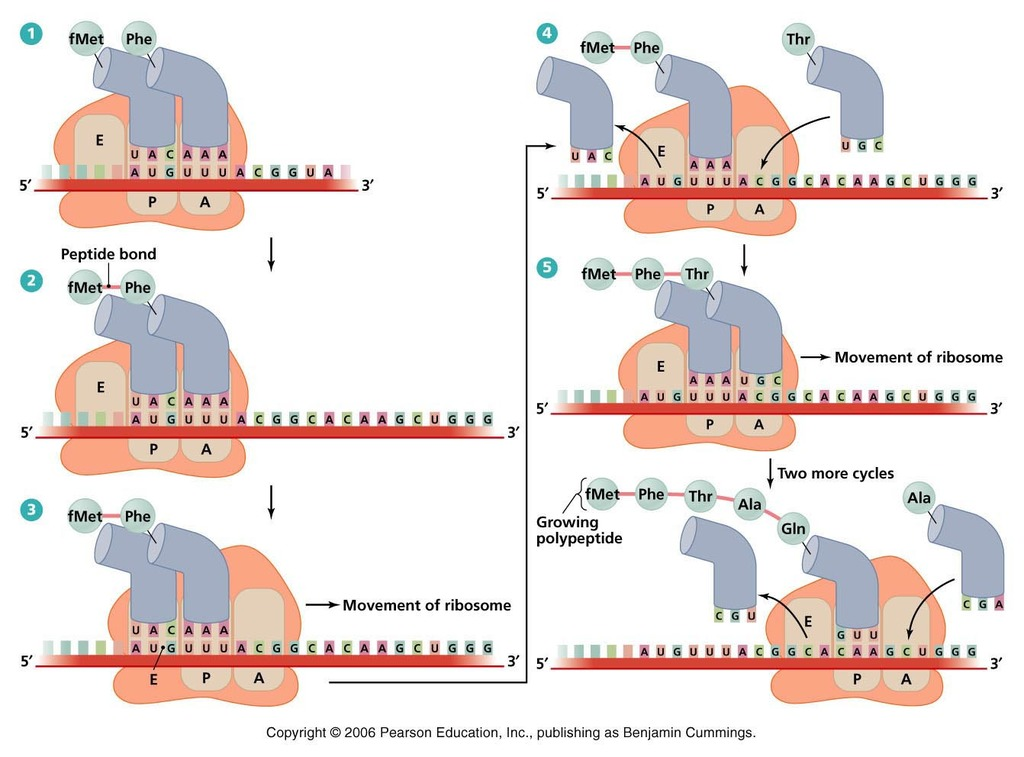 1
fMet Phe
E
U A C A A A
A U G U U U A C G G U A
5′ 3′
P A
Peptide bond
2
fMet Phe
E
U A C A A A
A U G U U U A C G G C A C A A G C U G G G
5′ 3′
P A
3
fMet Phe
Movement of ribosome
U A C A A A
A U G U U U A C G G C A C A A G C U G G G
5′ 3′
E P A
4
fMet Phe
Thr
U A C
E
A A A
U G C
A U G U U U A C G G C A C A A G C U G G G
5′ 3′
P A
5
fMet Phe Thr
Movement of ribosome
E
A A A U G C
A U G U U U A C G G C A C A A G C U G G G
5′ 3′
P A
Two more cycles
fMet Phe Thr Ala Gln
Ala
Growing
polypeptide
C G U
E
G U U
C G A
A U G U U U A C G G C A C A A G C U G G G
5′ 3′
P A
Copyright © 2006 Pearson Education, Inc., publishing as Benjamin Cummings.